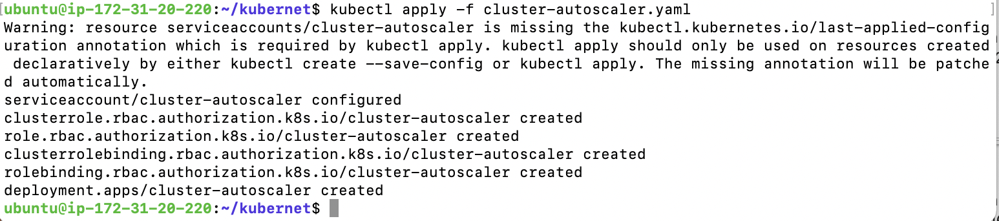 [ubuntu@ip-172-31-20-220:~/kubernet$ kubectl apply -f cluster-autoscaler.yaml ]
Warning: resource serviceaccounts/cluster-autoscaler is missing the kubectl.kubernetes.io/last-applied-config
uration annotation which is required by kubectl apply. kubectl apply should only be used on resources created
 declaratively by either kubectl create --save-config or kubectl apply. The missing annotation will be patche
d automatically.
serviceaccount/cluster-autoscaler configured
clusterrole.rbac.authorization.k8s.io/cluster-autoscaler created
role.rbac.authorization.k8s.io/cluster-autoscaler created
clusterrolebinding.rbac.authorization.k8s.io/cluster-autoscaler created
rolebinding.rbac.authorization.k8s.io/cluster-autoscaler created
deployment.apps/cluster-autoscaler created
ubuntu@ip-172-31-20-220:~/kubernet$